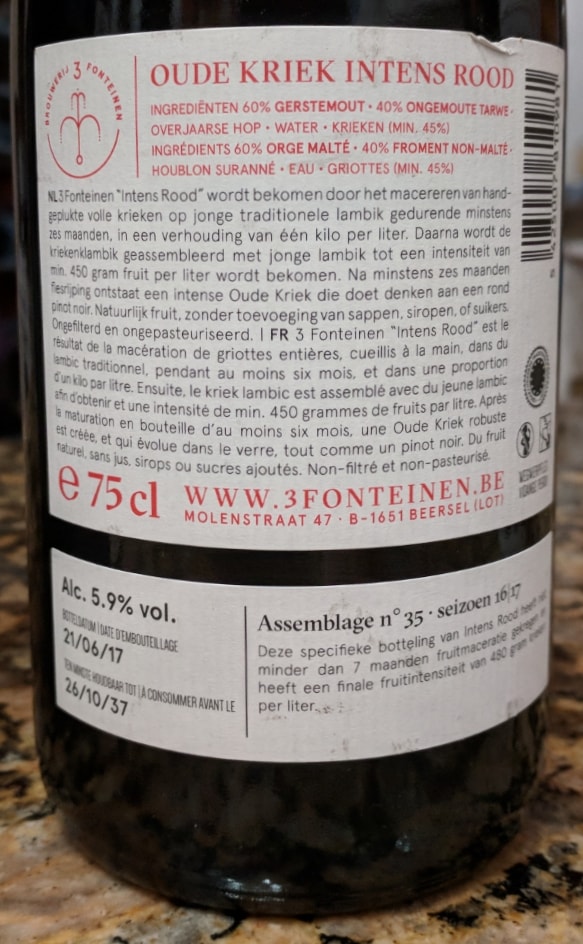 BROUWERIJ 3 FONTEINEN
OUDE KRIEK INTENS ROOD
INGREDIËNTEN 60% GERSTEMOUT · 40% ONGEMOUTE TARWE ·
OVERJAARSE HOP · WATER · KRIEKEN (MIN. 45%)
INGRÉDIENTS 60% ORGE MALTÉ · 40% FROMENT NON-MALTÉ ·
HOUBLON SURANNÉ · EAU · GRIOTTES (MIN. 45%)
NL 3 Fonteinen "Intens Rood" wordt bekomen door het macereren van hand-
geplukte volle krieken op jonge traditionele lambik gedurende minstens
zes maanden, in een verhouding van één kilo per liter. Daarna wordt de
kriekenlambik geassembleerd met jonge lambik tot een intensiteit van
min. 450 gram fruit per liter wordt bekomen. Na minstens zes maanden
flesrijping ontstaat een intense Oude Kriek die doet denken aan een rond
pinot noir. Natuurlijk fruit, zonder toevoeging van sappen, siropen, of suikers.
Ongefilterd en ongepasteuriseerd. | FR 3 Fonteinen "Intens Rood" est le
résultat de la macération de griottes entières, cueillis à la main, dans du
lambic traditionnel, pendant au moins six mois, et dans une proportion
d'un kilo par litre. Ensuite, le kriek lambic est assemblé avec du jeune lambic
afin d'obtenir et une intensité de min. 450 grammes de fruits par litre. Après
la maturation en bouteille d'au moins six mois, une Oude Kriek robuste
est créée, et qui évolue dans le verre, tout comme un pinot noir. Du fruit
naturel, sans jus, sirops ou sucres ajoutés. Non-filtré et non-pasteurisé.
e 75 cl
WWW.3FONTEINEN.BE
MOLENSTRAAT 47 · B-1651 BEERSEL (LOT)
Alc. 5.9% vol.
BOTTELDATUM | DATE D'EMBOUTEILLAGE
21/06/17
TEN MINSTE HOUDBAAR TOT | À CONSOMMER AVANT LE
26/10/37
Assemblage n° 35 · seizoen 16|17
Deze specifieke botteling van Intens Rood heeft niet
minder dan 7 maanden fruitmaceratie gekregen en
heeft een finale fruitintensiteit van 480 gram krieken
per liter.